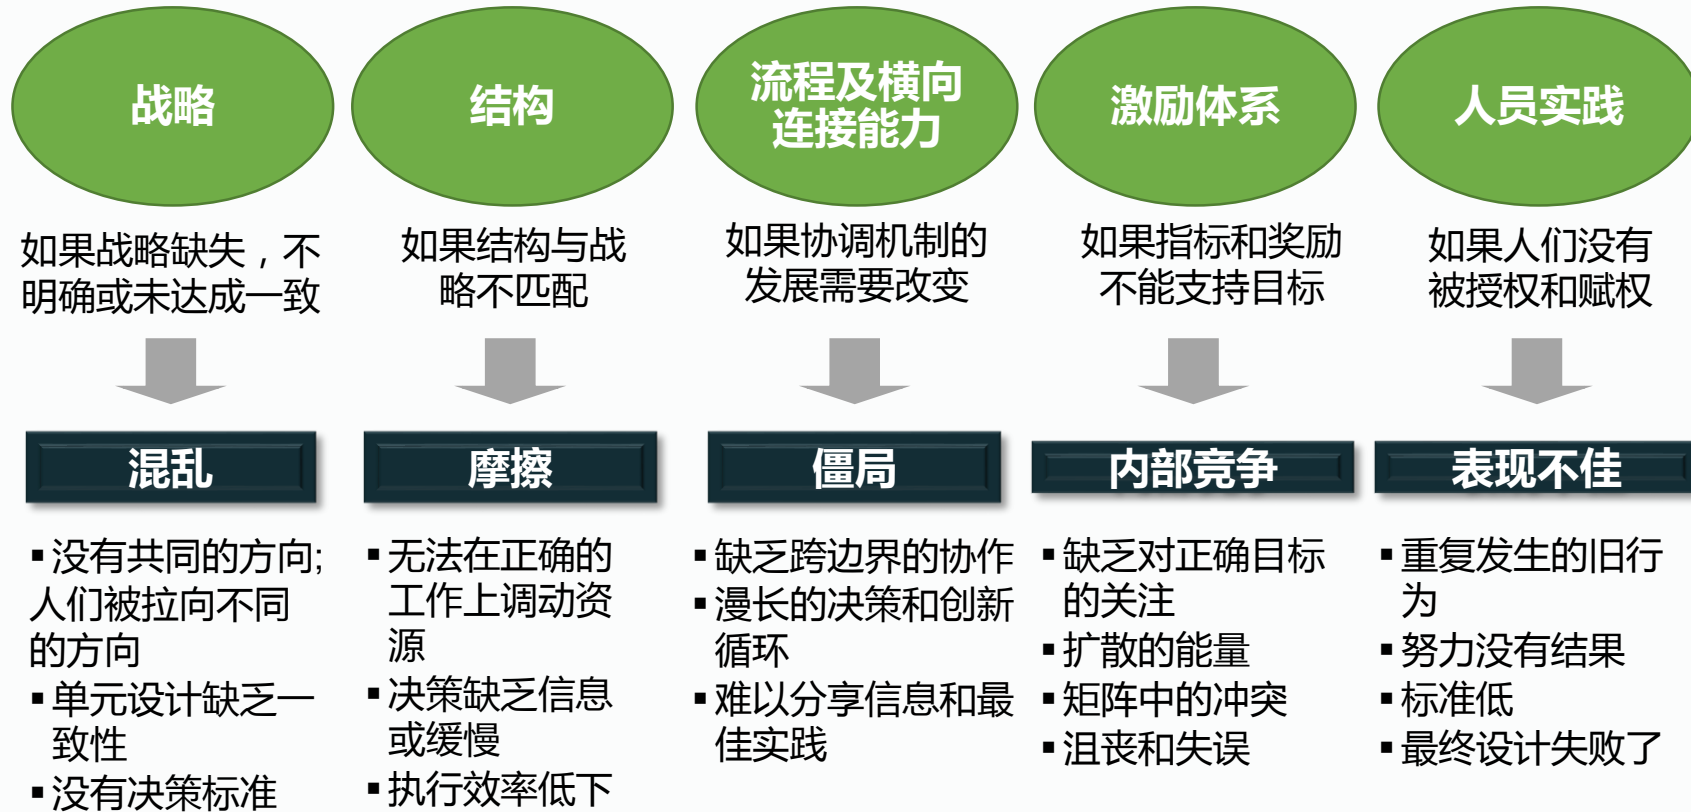 战略
结构
流程及横向
连接能力
激励体系
人员实践
如果战略缺失，不
明确或未达成一致
如果结构与战
略不匹配
如果协调机制的
发展需要改变
如果指标和奖励
不能支持目标
如果人们没有
被授权和赋权
混乱
摩擦
僵局
内部竞争
表现不佳
▪没有共同的方向;
人们被拉向不同
的方向
▪单元设计缺乏一
致性
▪没有决策标准
▪无法在正确的
工作上调动资
源
▪决策缺乏信息
或缓慢
▪执行效率低下
▪缺乏跨边界的协作
▪漫长的决策和创新
循环
▪难以分享信息和最
佳实践
▪缺乏对正确目标
的关注
▪扩散的能量
▪矩阵中的冲突
▪沮丧和失误
▪重复发生的旧行
为
▪努力没有结果
▪标准低
▪最终设计失败了